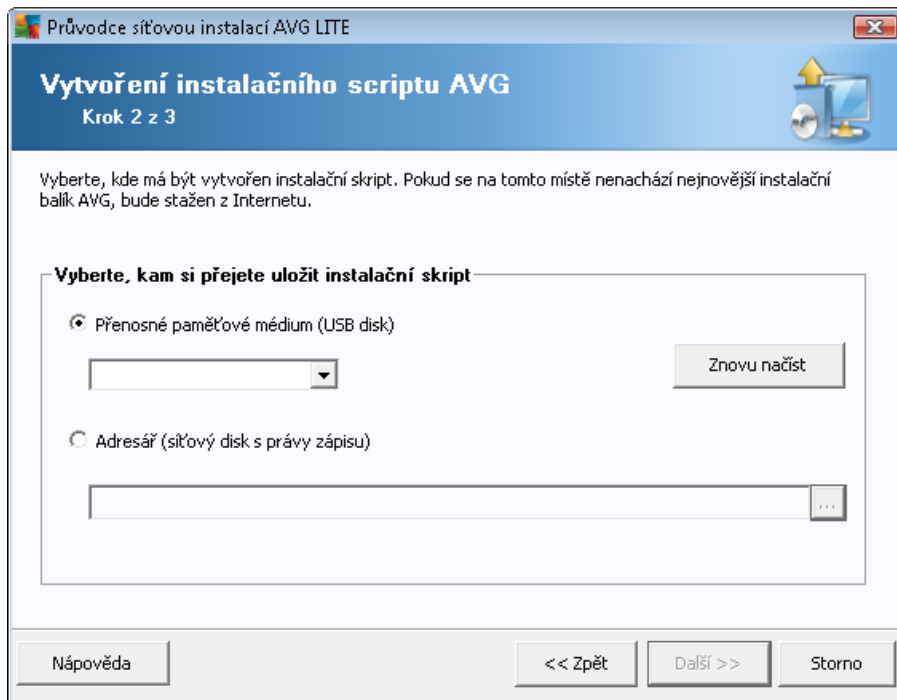 Průvodce síťovou instalací AVG LITE
Vytvoření instalačního scriptu AVG
Krok 2 z 3
Vyberte, kde má být vytvořen instalační skript. Pokud se na tomto místě nenachází nejnovější instalační
balík AVG, bude stažen z Internetu.
Vyberte, kam si přejete uložit instalační skript
Přenosné paměťové médium (USB disk)
Znovu načíst
Adresář (síťový disk s právy zápisu)
...
Nápověda
<< Zpět
Další >>
Storno